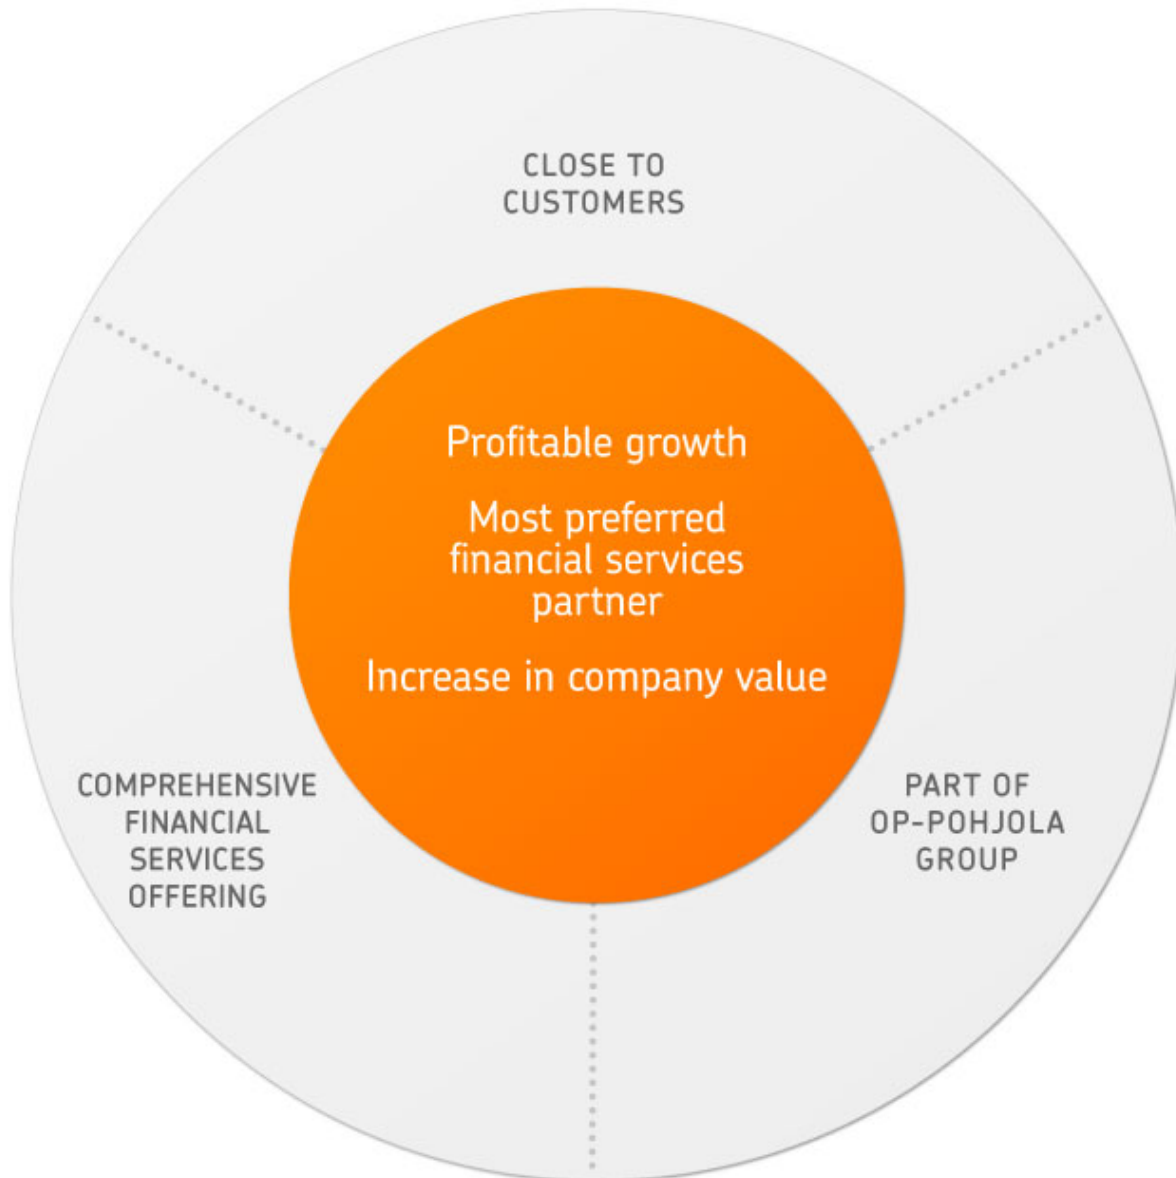 CLOSE TO
CUSTOMERS
Profitable growth
Most preferred
financial services
partner
Increase in company value
COMPREHENSIVE
FINANCIAL
SERVICES
OFFERING
PART OF
OP-POHJOLA
GROUP